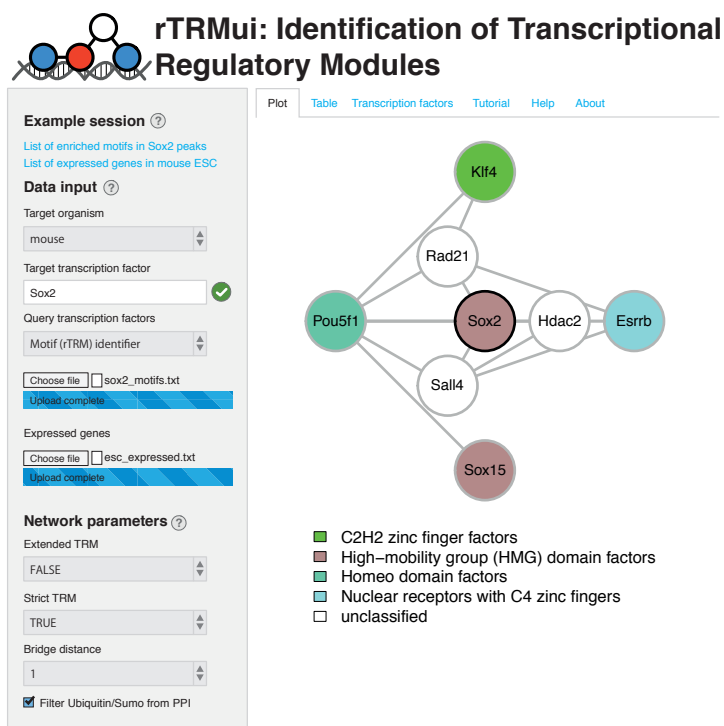 rTRMui: Identification of Transcriptional
Regulatory Modules
Example session ?
List of enriched motifs in Sox2 peaks
List of expressed genes in mouse ESC
Data input ?
Target organism
mouse
Target transcription factor
Sox2
Query transcription factors
Motif (rTRM) identifier
Choose file sox2_motifs.txt
Upload complete
Expressed genes
Choose file esc_expressed.txt
Upload complete
Network parameters ?
Extended TRM
FALSE
Strict TRM
TRUE
Bridge distance
1
Filter Ubiquitin/Sumo from PPI
Plot Table Transcription factors Tutorial Help About
Klf4
Rad21
Pou5f1 Sox2 Hdac2 Esrrb
Sall4
Sox15
C2H2 zinc finger factors
High−mobility group (HMG) domain factors
Homeo domain factors
Nuclear receptors with C4 zinc fingers
unclassified